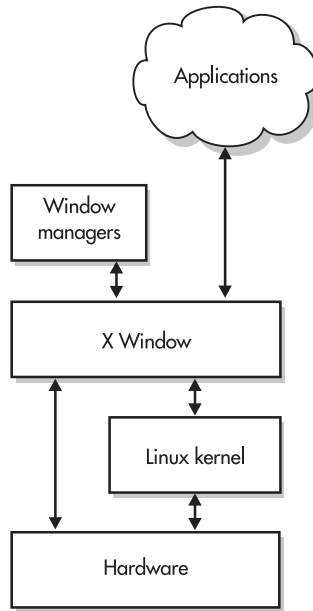 Applications
Window
managers
X Window
Linux kernel
Hardware